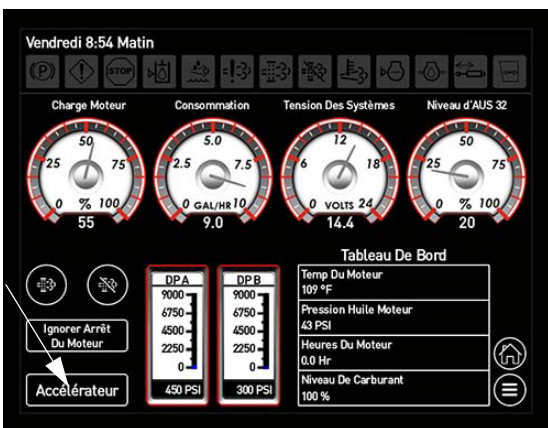 Vendredi 8:54 Matin
(P) STOP
Charge Moteur Consommation Tension Des Systèmes Niveau d'AUS 32
25 50 75 0 % 100
2.5 5.0 7.5 0 GAL/HR 10
6 12 18 0 VOLTS 24
25 50 75 0 % 100
55 9.0 14.4 20
Tableau De Bord
DPA
9000
6750
4500
2250
0
450 PSI
DPB
9000
6750
4500
2250
0
300 PSI
Temp Du Moteur
109 °F
Pression Huile Moteur
43 PSI
Heures Du Moteur
0.0 Hr
Niveau De Carburant
100 %
Ignorer Arrêt
Du Moteur
Accélérateur